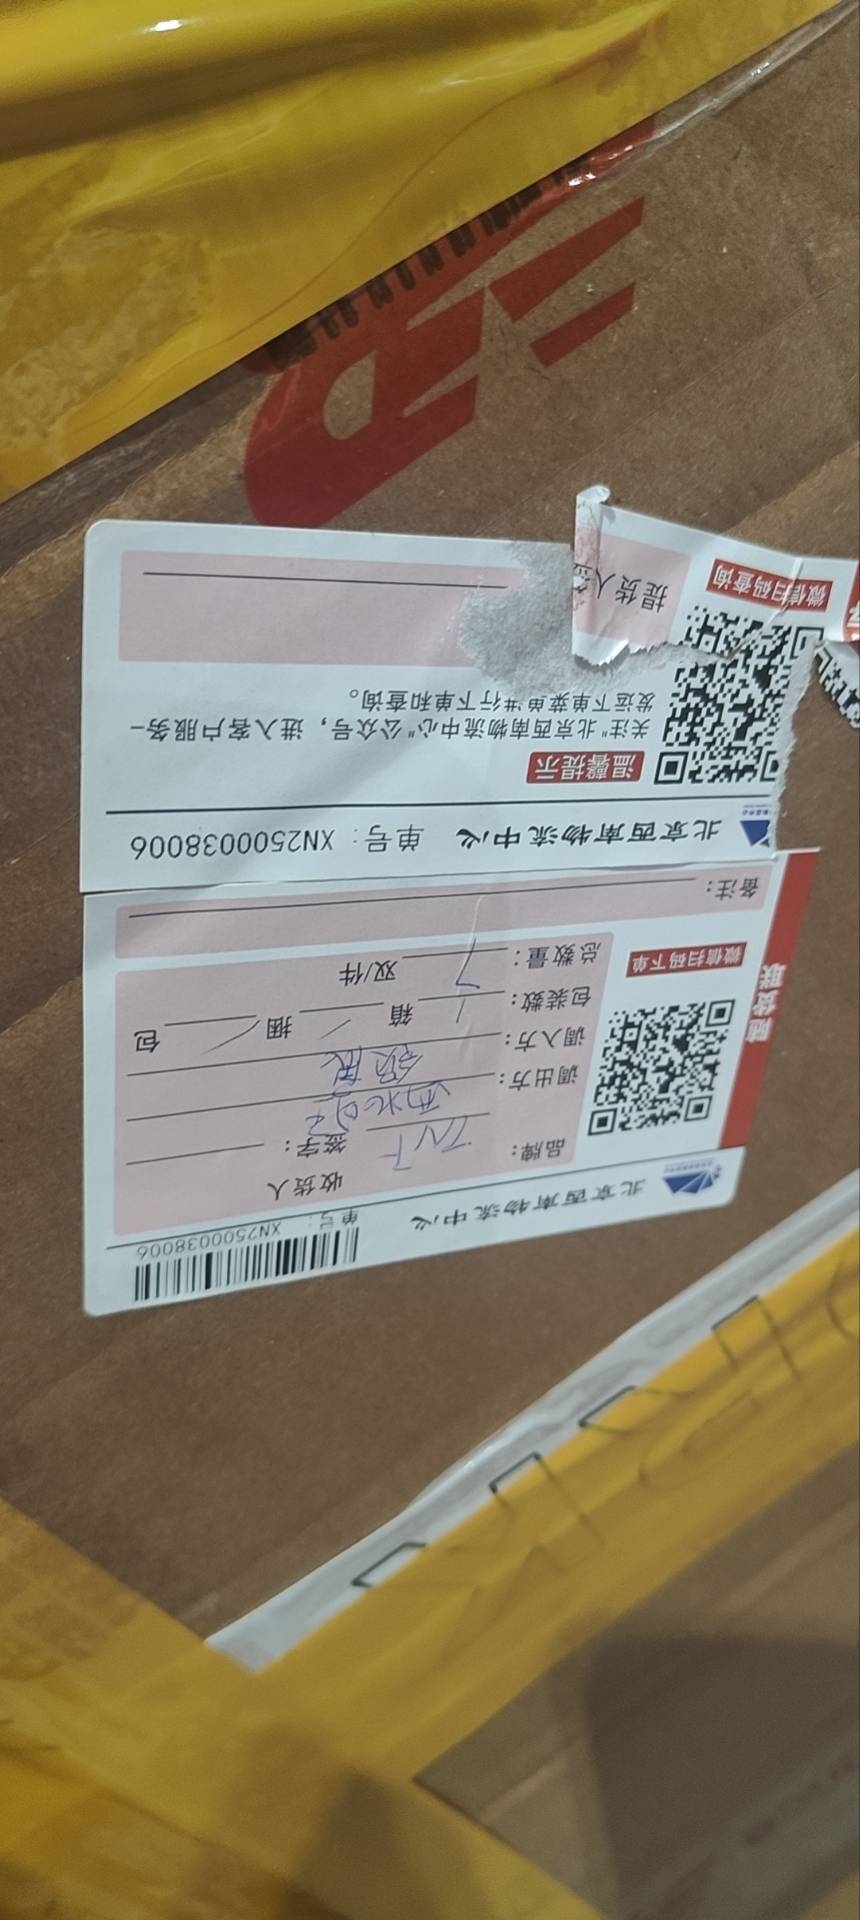 北京西南物流中心
单号: XN2500038006
品牌: TNT
收货人
签字:
调出方:
调入方:
包装数: 1 箱 / 捆 / 包
总数量: 7 双/件
微信扫码下单
备注:
随货联
北京西南物流中心 单号: XN2500038006
温馨提示
关注"北京西南物流中心"公众号, 进入客户服务-
发运下单菜单进行下单和查询。
提货人签
微信扫码查询